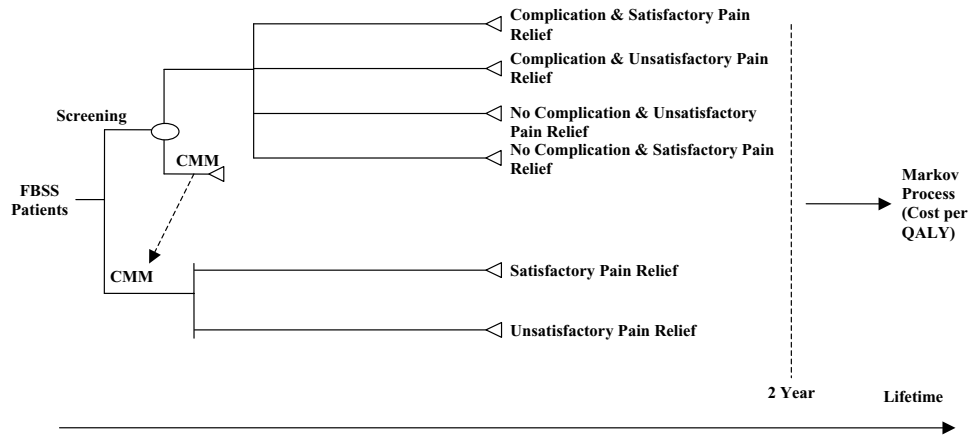 Complication & Satisfactory Pain
Relief
Complication & Unsatisfactory Pain
Relief
Screening
No Complication & Unsatisfactory
Pain Relief
CMM
No Complication & Satisfactory Pain
Relief
FBSS
Patients
Markov
Process
(Cost per
QALY)
CMM
Satisfactory Pain Relief
Unsatisfactory Pain Relief
2 Year
Lifetime